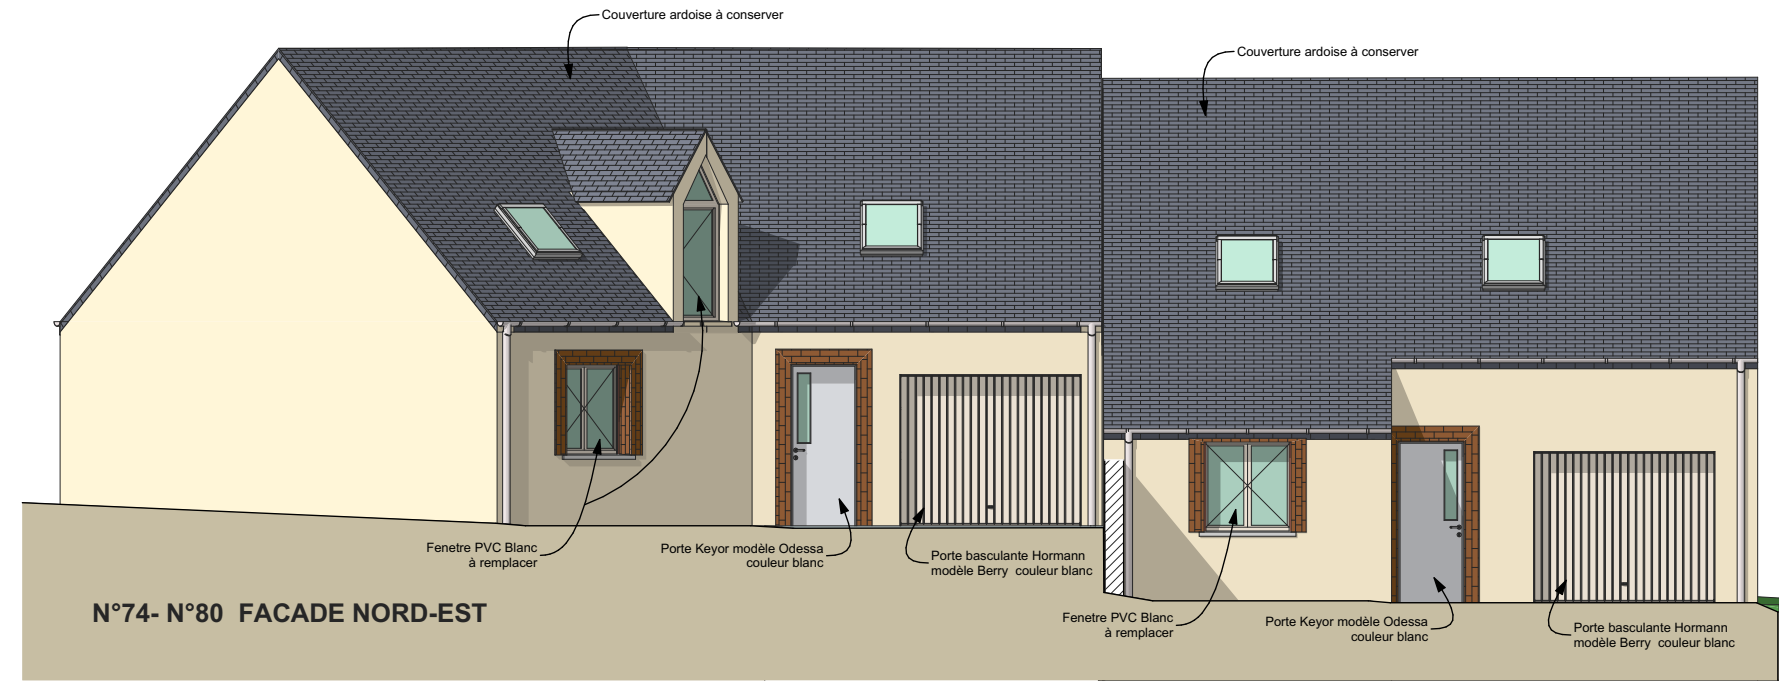 Couverture ardoise à conserver
Couverture ardoise à conserver
Fenetre PVC Blanc
à remplacer
Porte Keyor modèle Odessa
couleur blanc
Porte basculante Hormann
modèle Berry couleur blanc
N°74- N°80 FACADE NORD-EST
Fenetre PVC Blanc
à remplacer
Porte Keyor modèle Odessa
couleur blanc
Porte basculante Hormann
modèle Berry couleur blanc